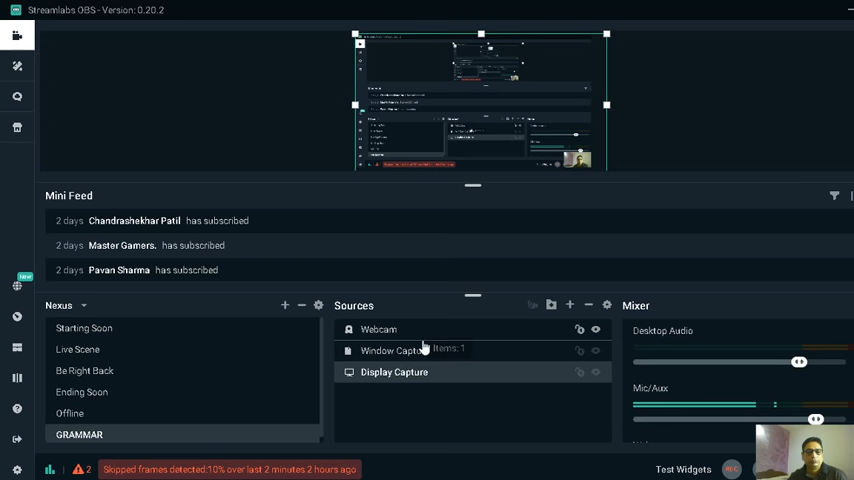 Streamlabs OBS - Version: 0.20.2
Mini Feed
2 days Chandrashekhar Patil has subscribed
2 days Master Gamers. has subscribed
2 days Pavan Sharma has subscribed
New
Nexus
Starting Soon
Live Scene
Be Right Back
Ending Soon
Offline
GRAMMAR
Sources
Webcam
Window Captu
Items: 1
Display Capture
Mixer
Desktop Audio
Mic/Aux
2 Skipped frames detected:10% over last 2 minutes 2 hours ago
Test Widgets
REC